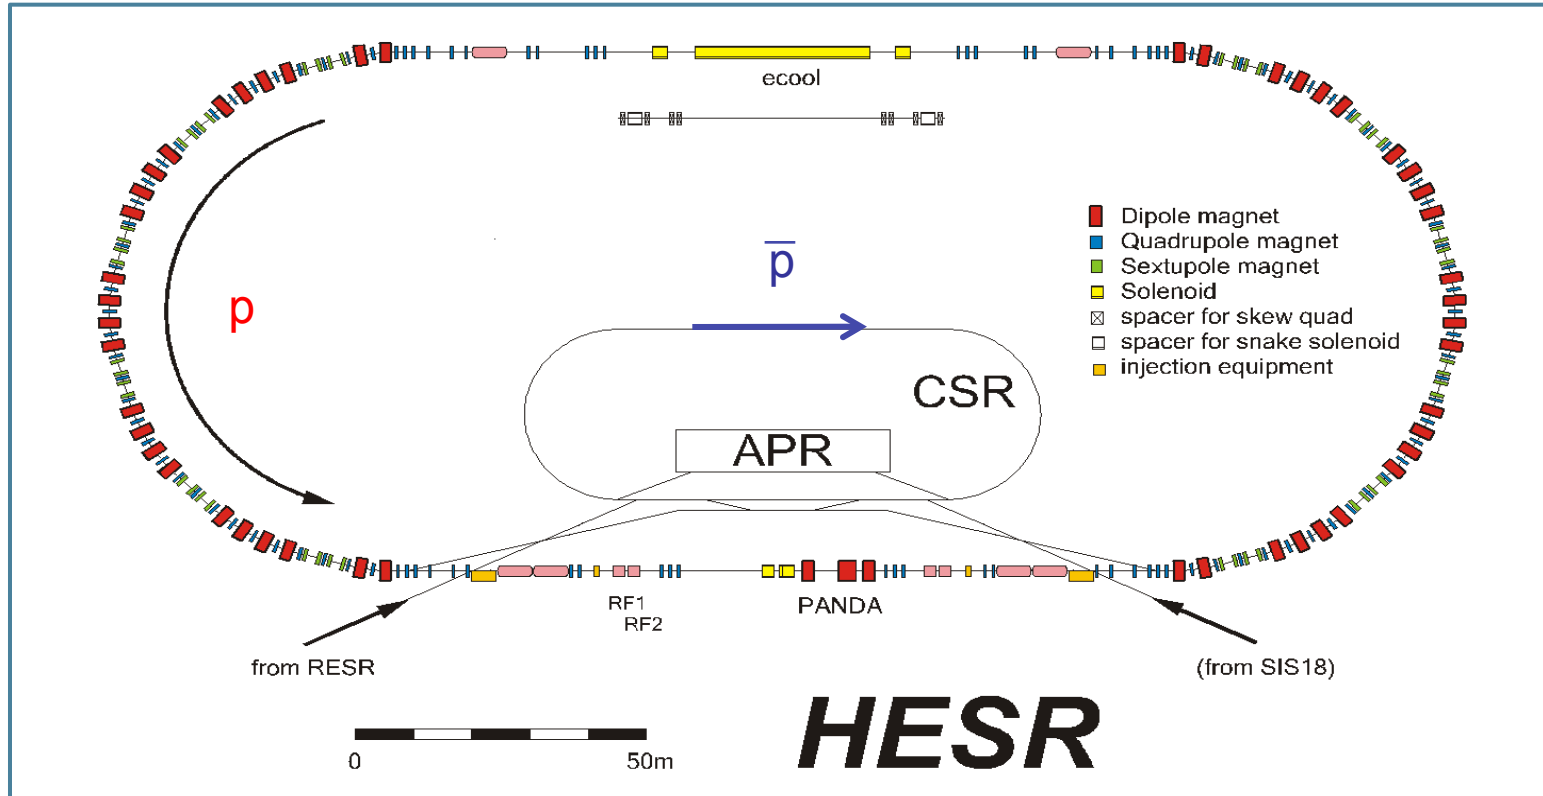 ecool
p
p̅
Dipole magnet
Quadrupole magnet
Sextupole magnet
Solenoid
spacer for skew quad
spacer for snake solenoid
injection equipment
CSR
APR
RF1
RF2
PANDA
from RESR
(from SIS18)
HESR
0
50m